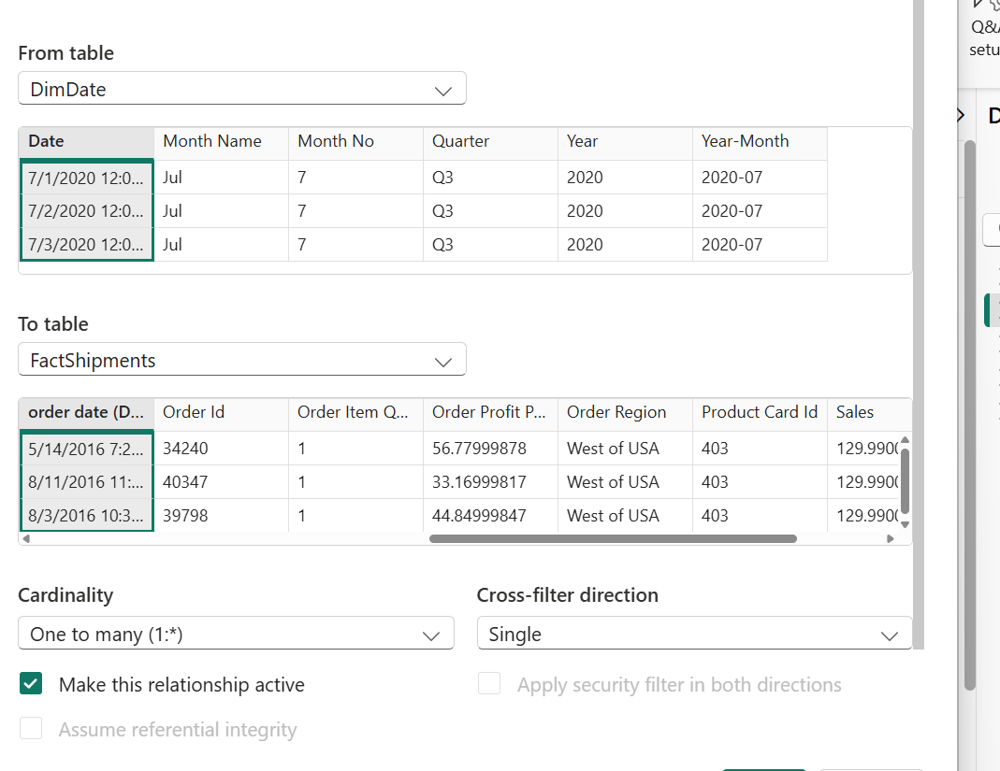 Q&
setu
From table
DimDate
Date Month Name Month No Quarter Year Year-Month
7/1/2020 12:0... Jul 7 Q3 2020 2020-07
7/2/2020 12:0... Jul 7 Q3 2020 2020-07
7/3/2020 12:0... Jul 7 Q3 2020 2020-07
D
To table
FactShipments
order date (D... Order Id Order Item Q... Order Profit P... Order Region Product Card Id Sales
5/14/2016 7:2... 34240 1 56.77999878 West of USA 403 129.990
8/11/2016 11:... 40347 1 33.16999817 West of USA 403 129.990
8/3/2016 10:3... 39798 1 44.84999847 West of USA 403 129.990
Cardinality Cross-filter direction
One to many (1:*) Single
Make this relationship active Apply security filter in both directions
Assume referential integrity